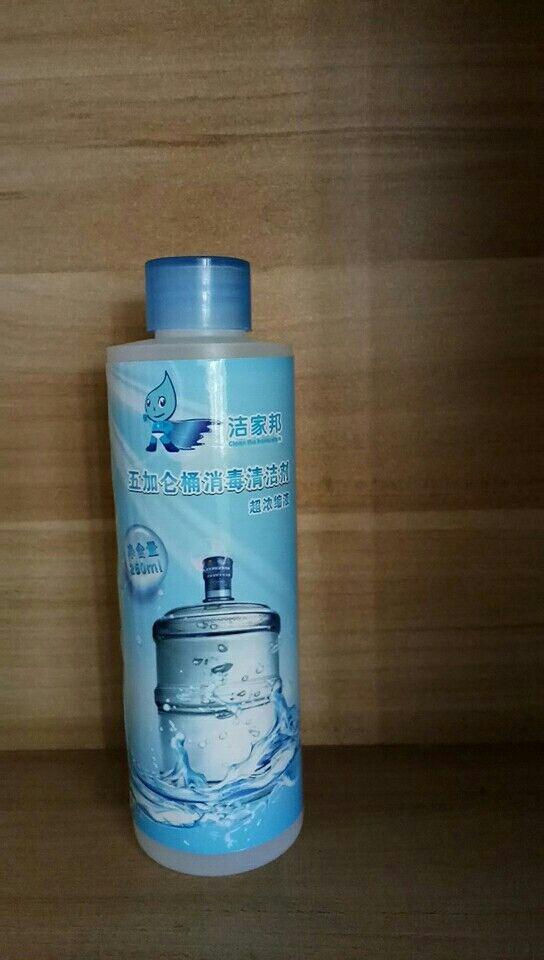 洁家邦
五加仑桶消毒清洁剂
超浓缩液
净含量
250ml